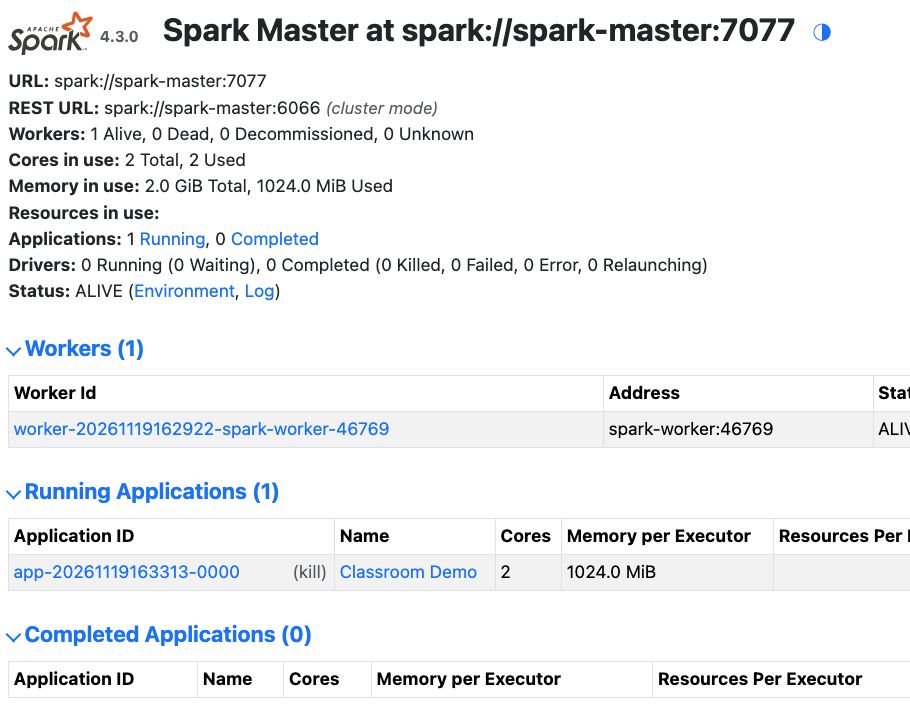 APACHE Spark 4.3.0 Spark Master at spark://spark-master:7077
URL: spark://spark-master:7077
REST URL: spark://spark-master:6066 (cluster mode)
Workers: 1 Alive, 0 Dead, 0 Decommissioned, 0 Unknown
Cores in use: 2 Total, 2 Used
Memory in use: 2.0 GiB Total, 1024.0 MiB Used
Resources in use:
Applications: 1 Running, 0 Completed
Drivers: 0 Running (0 Waiting), 0 Completed (0 Killed, 0 Failed, 0 Error, 0 Relaunching)
Status: ALIVE (Environment, Log)
Workers (1)
Worker Id Address
worker-20261119162922-spark-worker-46769 spark-worker:46769
Running Applications (1)
Application ID Name Cores Memory per Executor Resources Per
app-20261119163313-0000 (kill) Classroom Demo 2 1024.0 MiB
Completed Applications (0)
Application ID Name Cores Memory per Executor Resources Per Executor